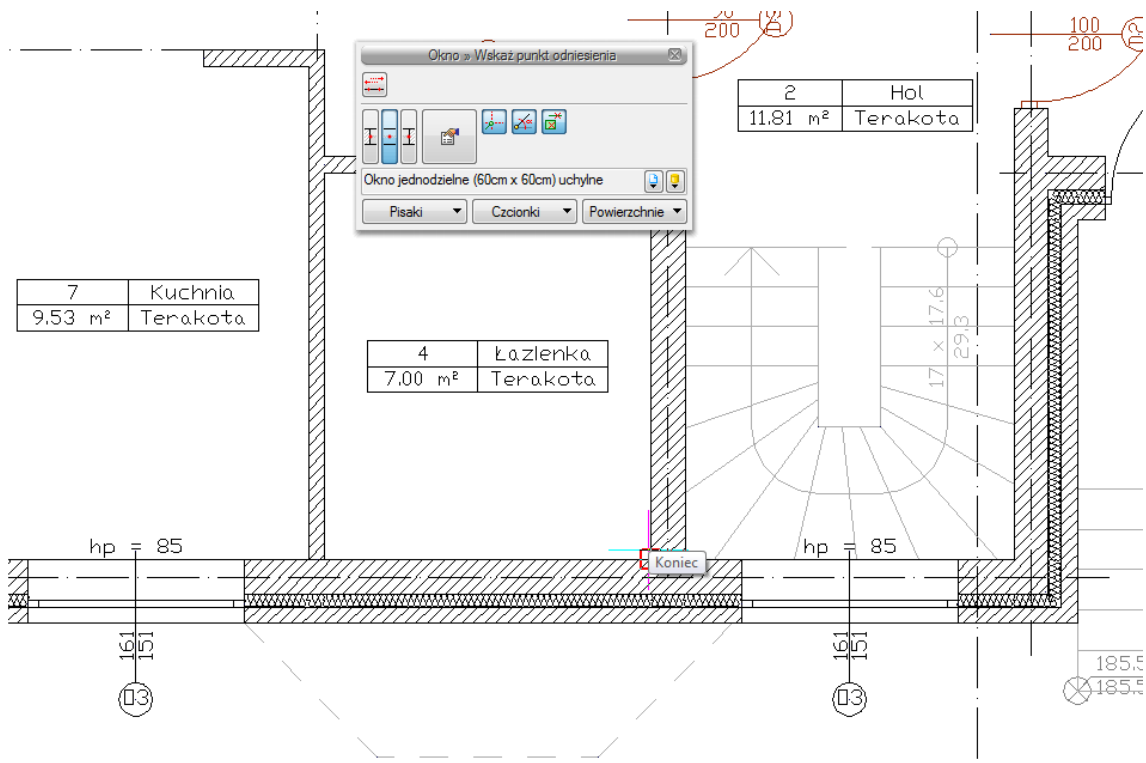 200
100
200
Okno » Wskaż punkt odniesienia
2 Hol
11.81 m² Terakota
Okno jednodzielne (60cm x 60cm) uchylne
Pisaki Czcionki Powierzchnie
7 Kuchnia
9.53 m² Terakota
17 x 17.6
29.3
4 Łazienka
7.00 m² Terakota
hp = 85
hp = 85
Koniec
161
151
161
151
O3
O3
185.5
185.5